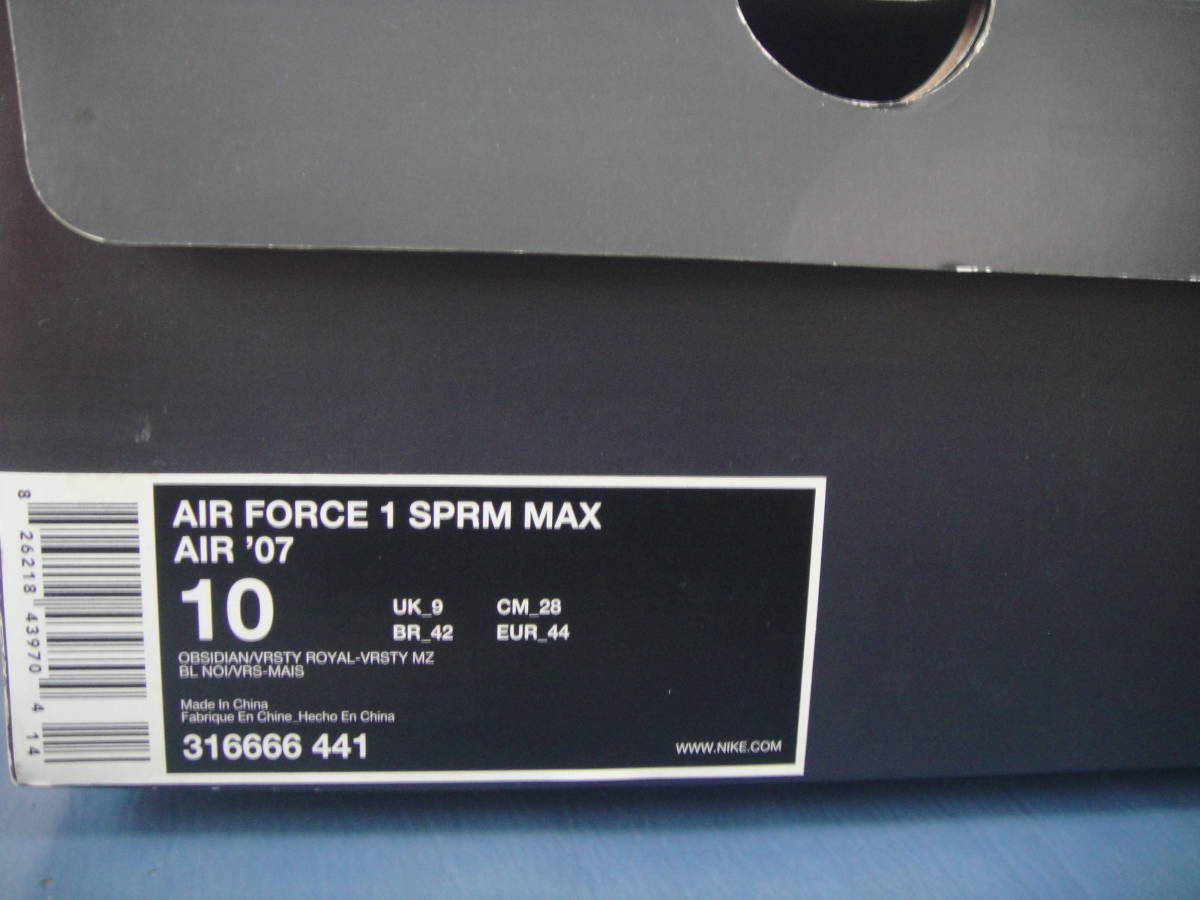 AIR FORCE 1 SPRM MAX
AIR '07
10
UK_9 CM_28
BR_42 EUR_44
OBSIDIAN/VRSTY ROYAL-VRSTY MZ
BL NOI/VRS-MAIS
Made In China
Fabrique En Chine_Hecho En China
316666 441
WWW.NIKE.COM
8 26218 43970 4 14